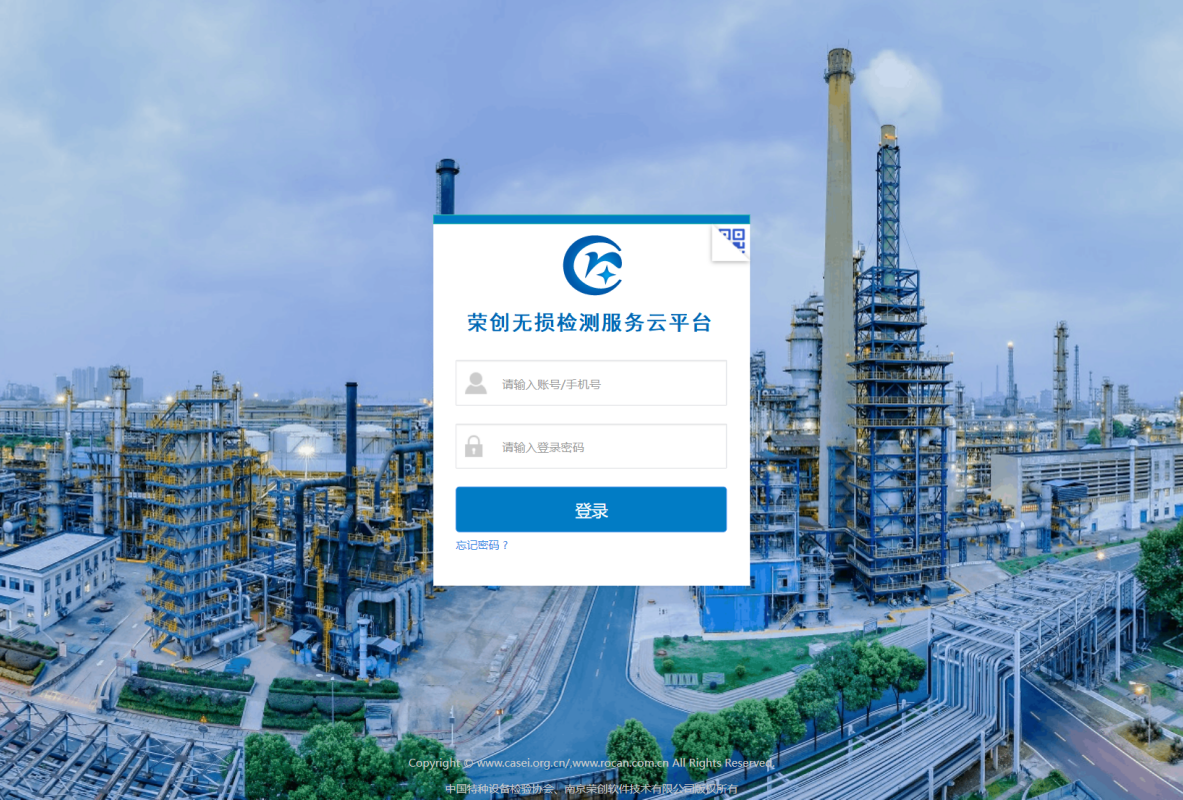 荣创无损检测服务云平台
请输入账号/手机号
请输入登录密码
登录
忘记密码？
Copyright © www.casei.org.cn/,www.rocan.com.cn All Rights Reserved.
中国特种设备检验协会、南京荣创软件技术有限公司版权所有